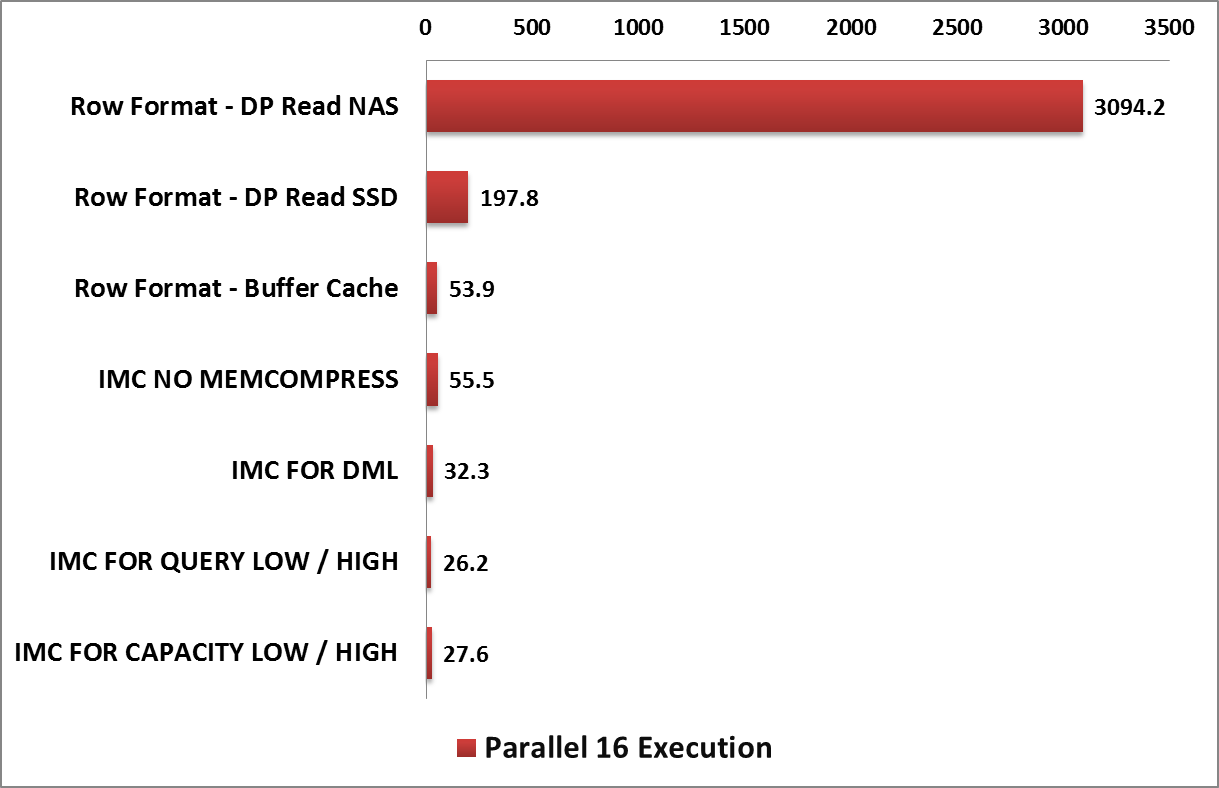 0 500 1000 1500 2000 2500 3000 3500
Row Format - DP Read NAS 3094.2
Row Format - DP Read SSD 197.8
Row Format - Buffer Cache 53.9
IMC NO MEMCOMPRESS 55.5
IMC FOR DML 32.3
IMC FOR QUERY LOW / HIGH 26.2
IMC FOR CAPACITY LOW / HIGH 27.6
Parallel 16 Execution